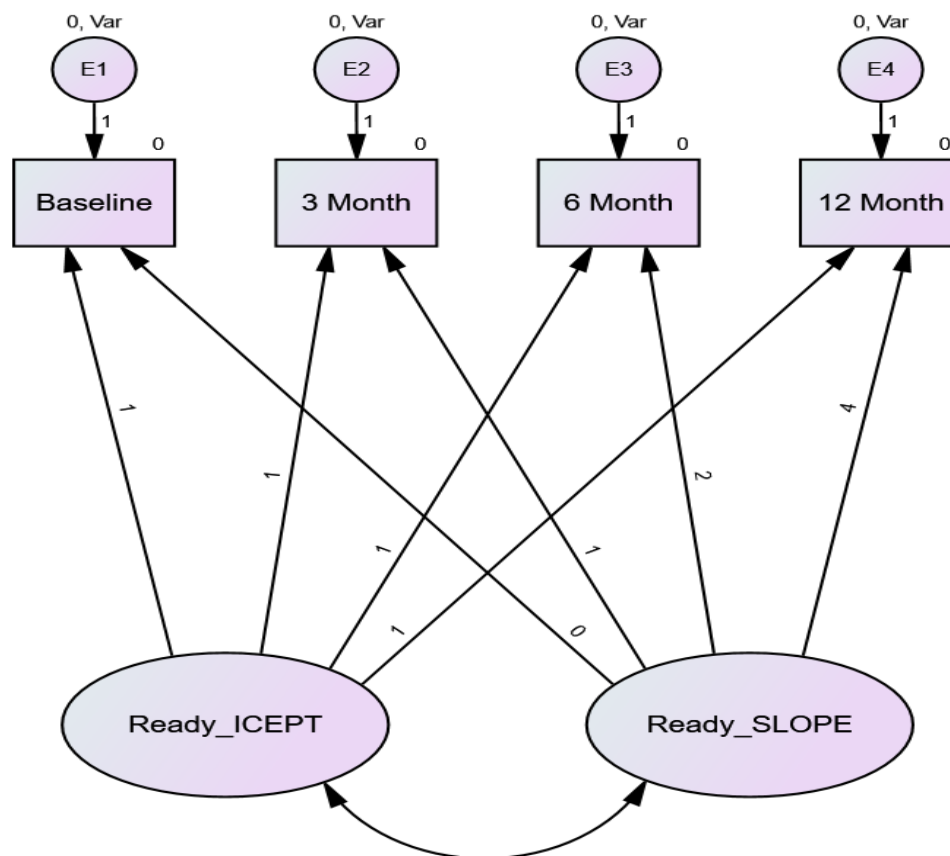 0, Var 0, Var 0, Var 0, Var
E1 E2 E3 E4
1 1 1 1
0 0 0 0
Baseline 3 Month 6 Month 12 Month
1 4
1 2
1 1
1 0
Ready_ICEPT Ready_SLOPE